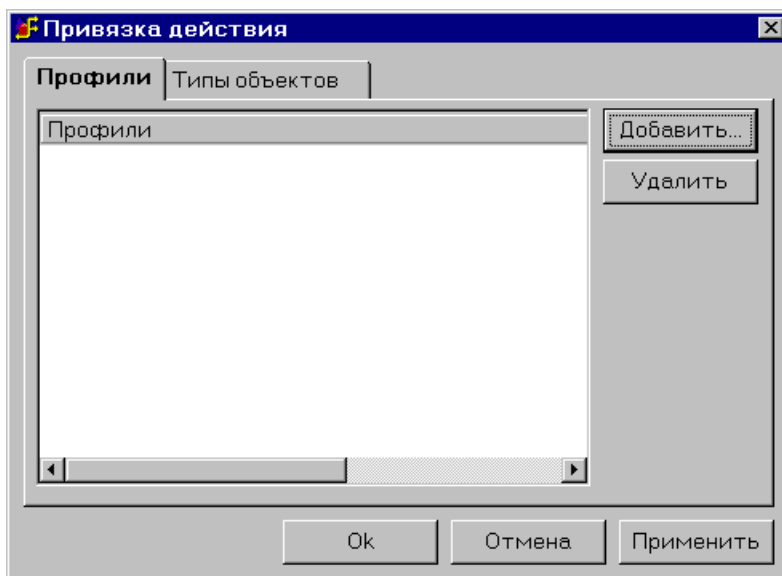 Привязка действия
Профили Типы объектов
Профили Добавить...
Удалить
Ok Отмена Применить